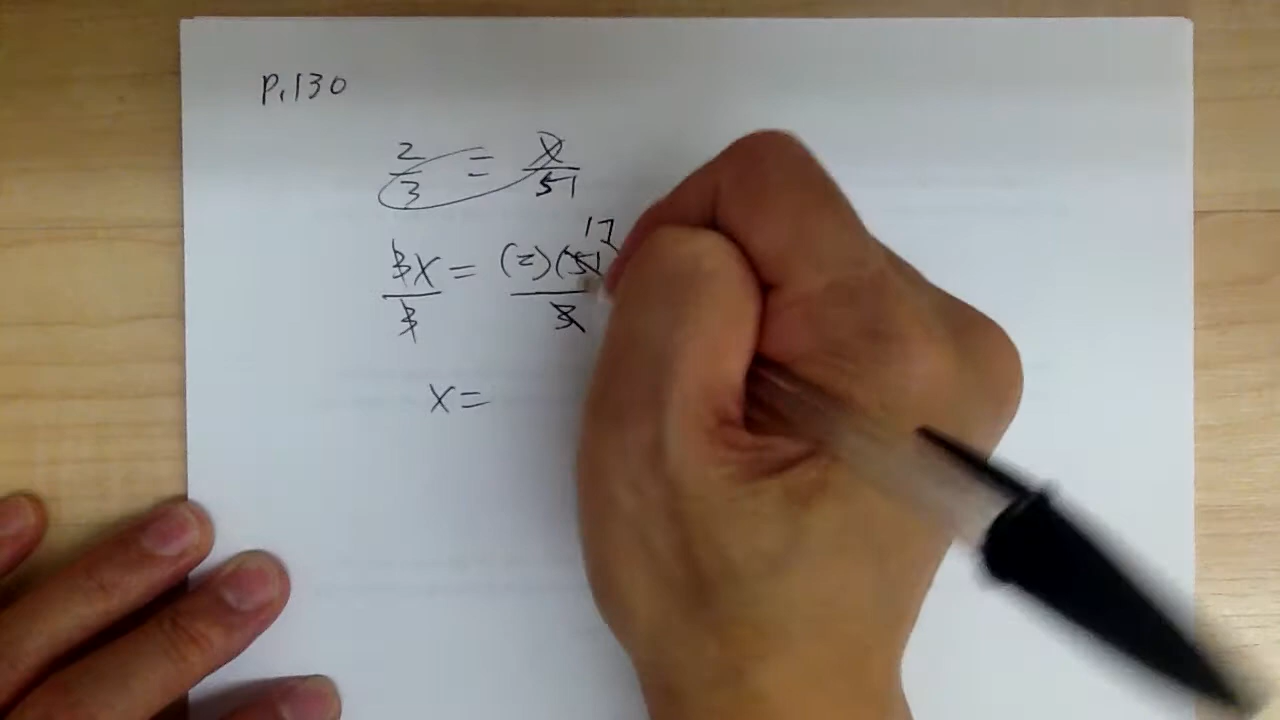 P.130
2/3 = x/51
17
3x/3 = (2)(51/3
x =